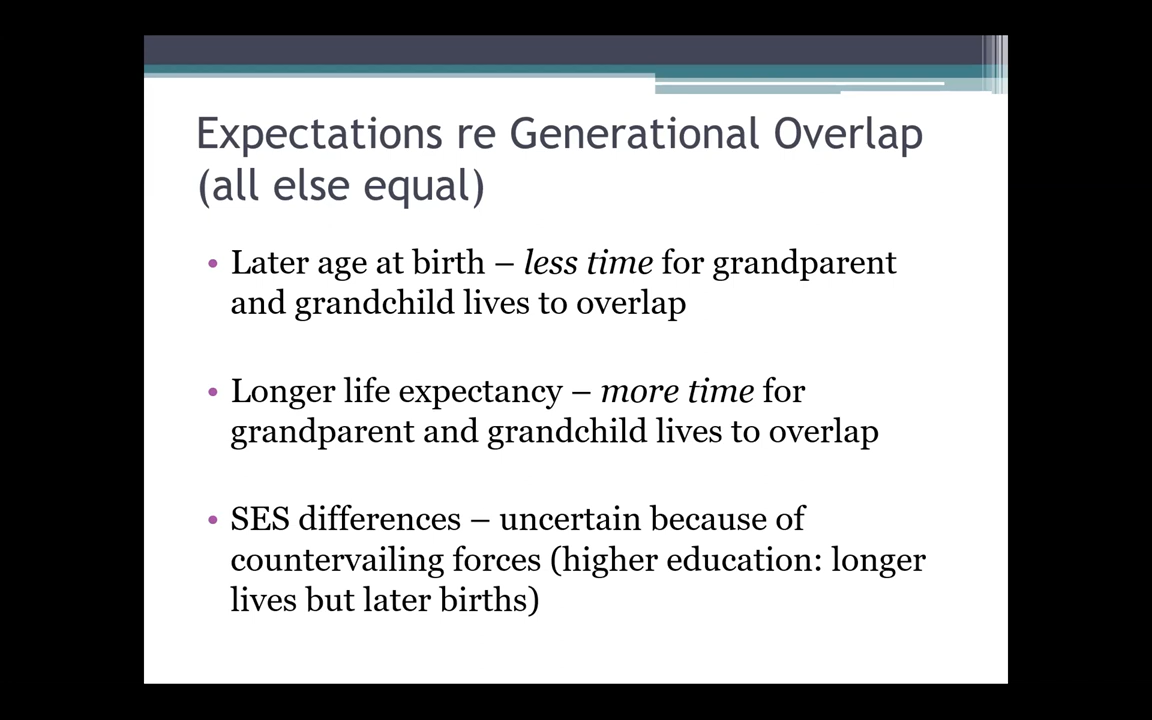 Expectations re Generational Overlap
(all else equal)
• Later age at birth – less time for grandparent
and grandchild lives to overlap
• Longer life expectancy – more time for
grandparent and grandchild lives to overlap
• SES differences – uncertain because of
countervailing forces (higher education: longer
lives but later births)